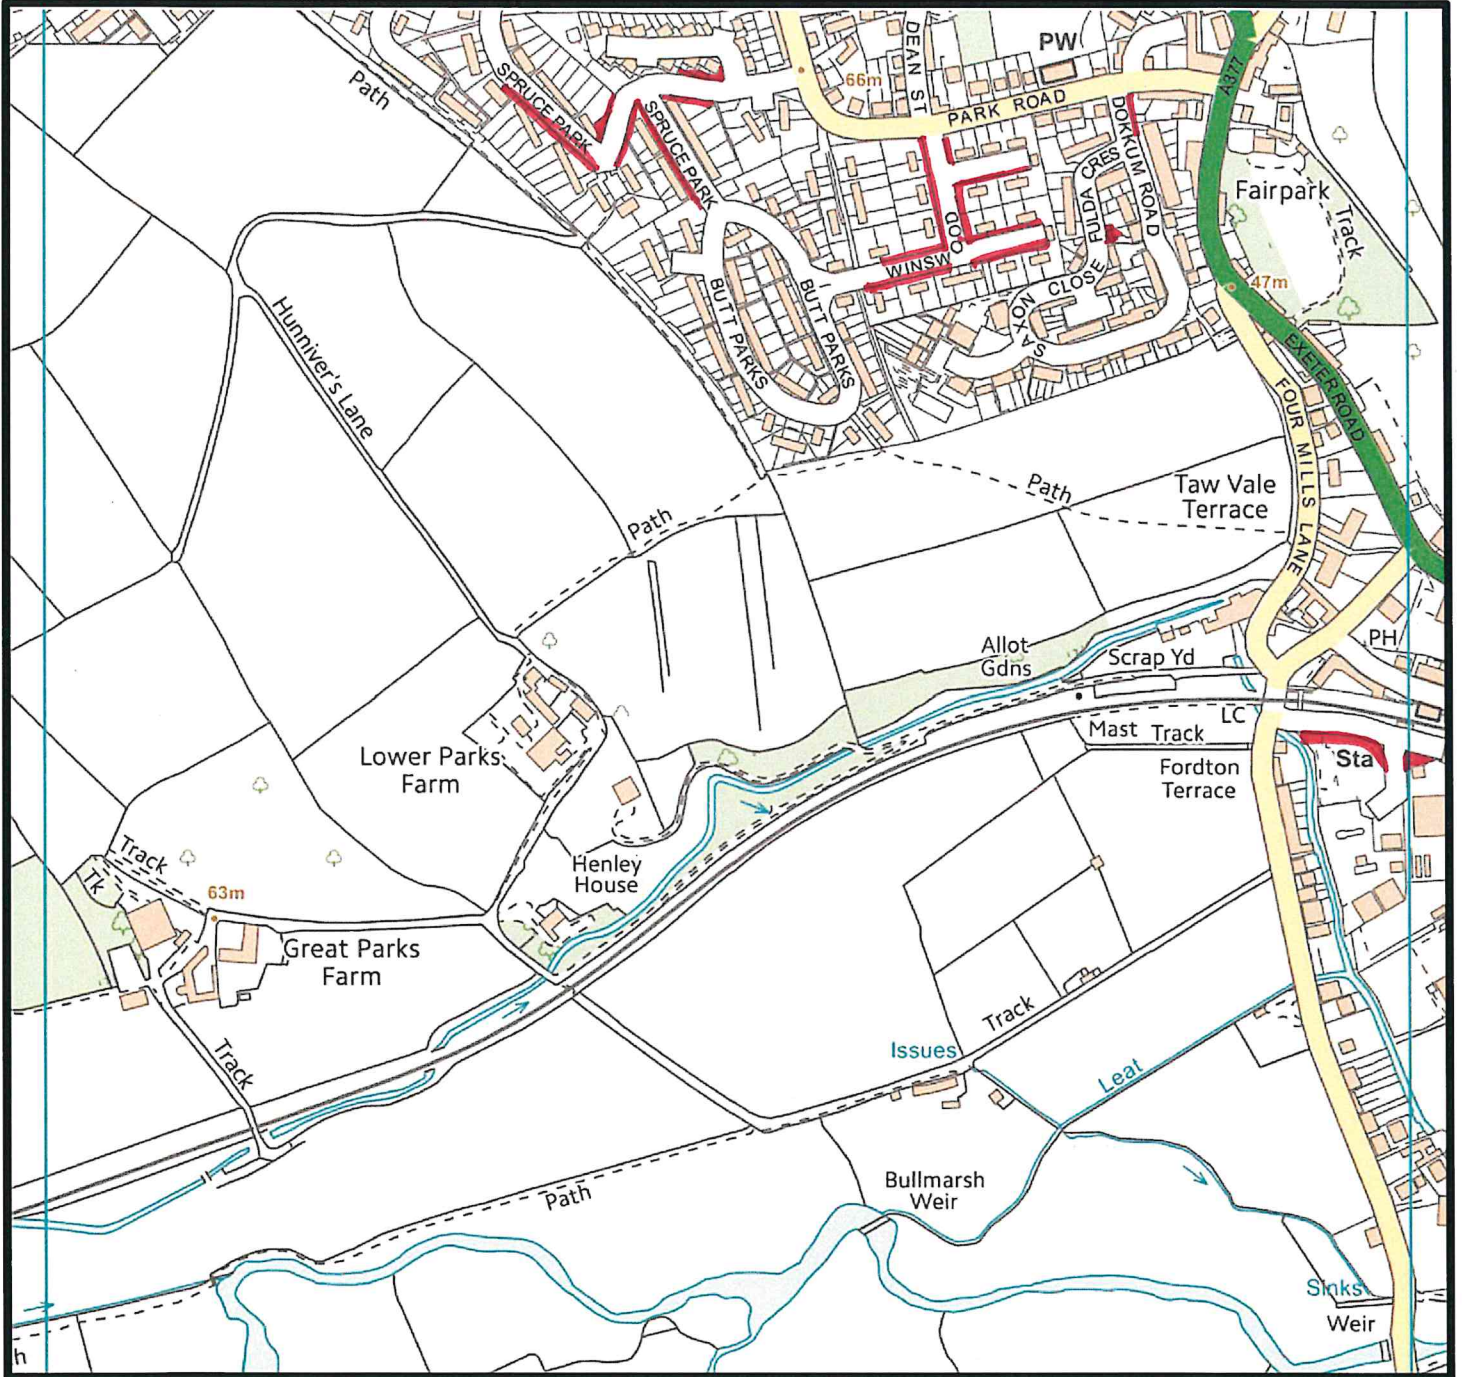 DEAN ST
PW
A377
Path
SPRUCE PARK
66m
SPRUCE PARK
PARK ROAD
DOKKUM ROAD
FULDA CRES
Fairpark
Track
WINSWOOD
SAXON CLOSE
47m
BUTT PARKS
BUTT PARKS
Hunniver's Lane
EXETER ROAD
FOUR MILLS LANE
Path
Taw Vale
Terrace
Path
Allot
Gdns
Scrap Yd
PH
LC
Mast
Track
Sta
Lower Parks
Farm
Fordton
Terrace
Track
Tk
63m
Henley
House
Great Parks
Farm
Track
Track
Issues
Leat
Path
Bullmarsh
Weir
Sinks
Weir
h